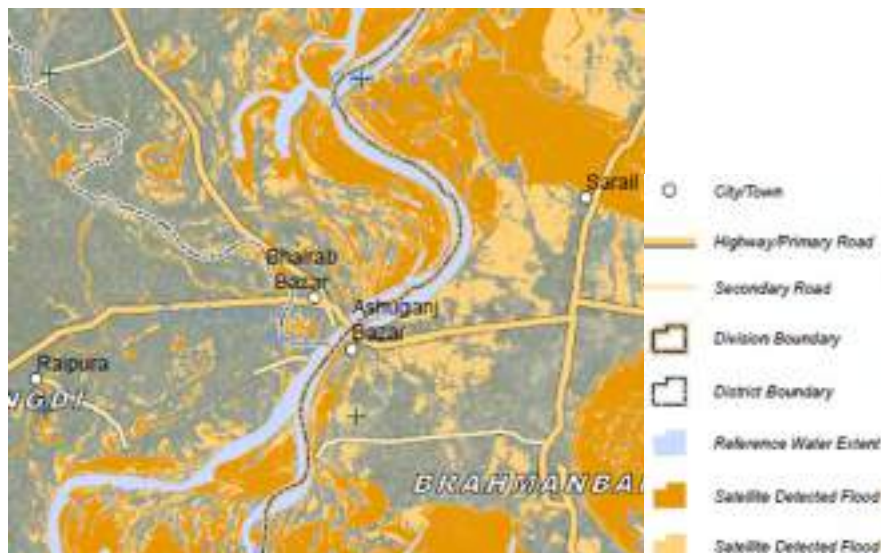 Sarail
Bhairab
Bazar
Ashuganj
Bazar
Raipura
NGDI
BRAHMANBA
City/Town
Highway/Primary Road
Secondary Road
Division Boundary
District Boundary
Reference Water Extent
Satellite Detected Flood
Satellite Detected Flood